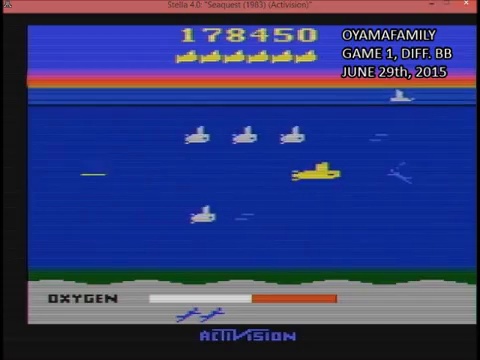 Stella 4.0: "Seaquest (1983) (Activision)"
178450
OYAMAFAMILY
GAME 1, DIFF. BB
JUNE 29th, 2015
OXYGEN
ACTIVISION